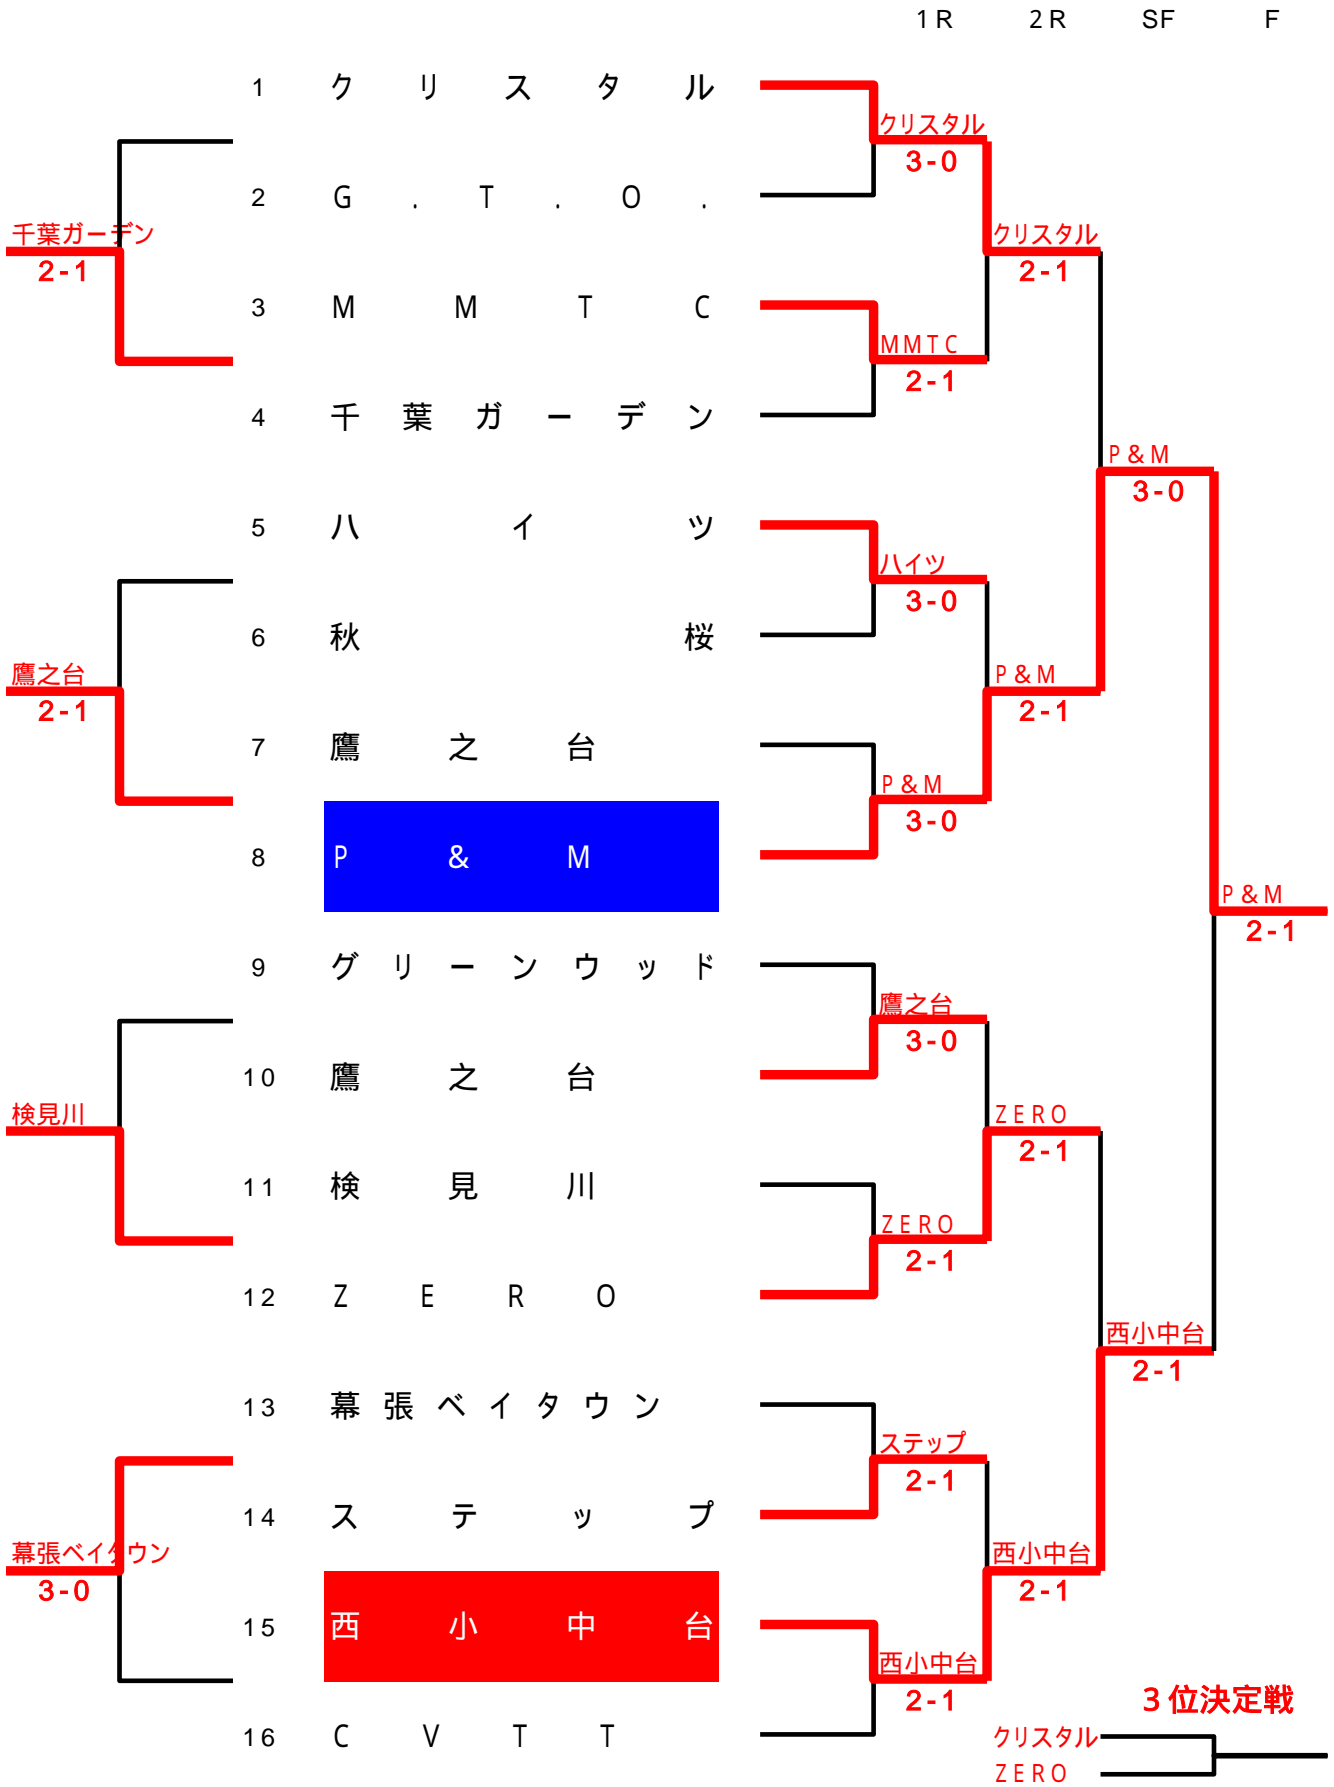 1R 2R SF F
1 クリスタル
クリスタル
3-0
2 G.T.O.
千葉ガーデン
2-1
クリスタル
2-1
3 MMTC
MMTC
2-1
4 千葉ガーデン
P&M
3-0
5 ハイツ
ハイツ
3-0
6 秋桜
鷹之台
2-1
P&M
2-1
7 鷹之台
P&M
3-0
8 P&M
P&M
2-1
9 グリーンウッド
鷹之台
3-0
10 鷹之台
検見川
ZERO
2-1
11 検見川
ZERO
2-1
12 ZERO
西小中台
2-1
13 幕張ベイタウン
ステップ
2-1
14 ステップ
幕張ベイタウン
3-0
西小中台
2-1
15 西小中台
西小中台
2-1
3位決定戦
16 CVTT
クリスタル
ZERO